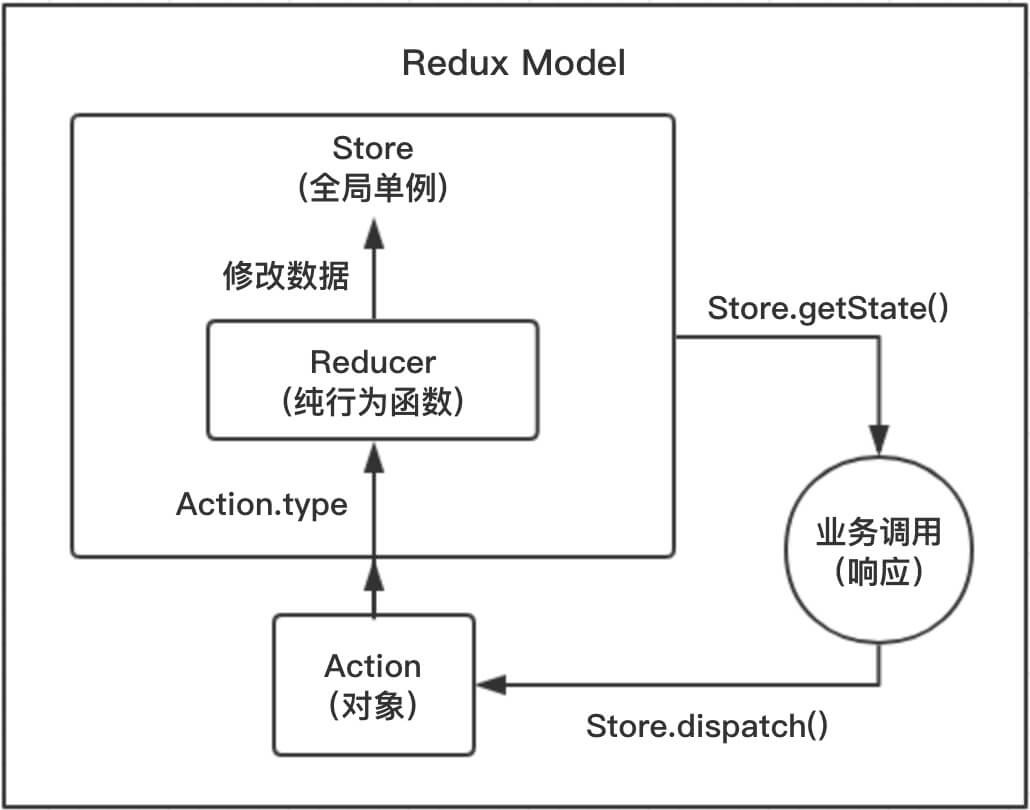 Redux Model
Store
(全局单例)
修改数据
Store.getState()
Reducer
(纯行为函数)
Action.type
业务调用
(响应)
Action
(对象)
Store.dispatch()